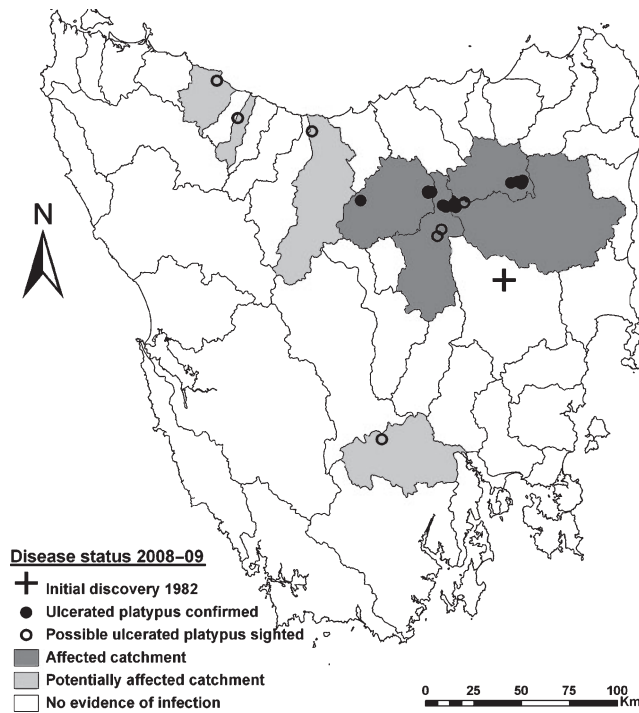 N
Disease status 2008–09
Initial discovery 1982
Ulcerated platypus confirmed
Possible ulcerated platypus sighted
Affected catchment
Potentially affected catchment
No evidence of infection
0 25 50 75 100
Km